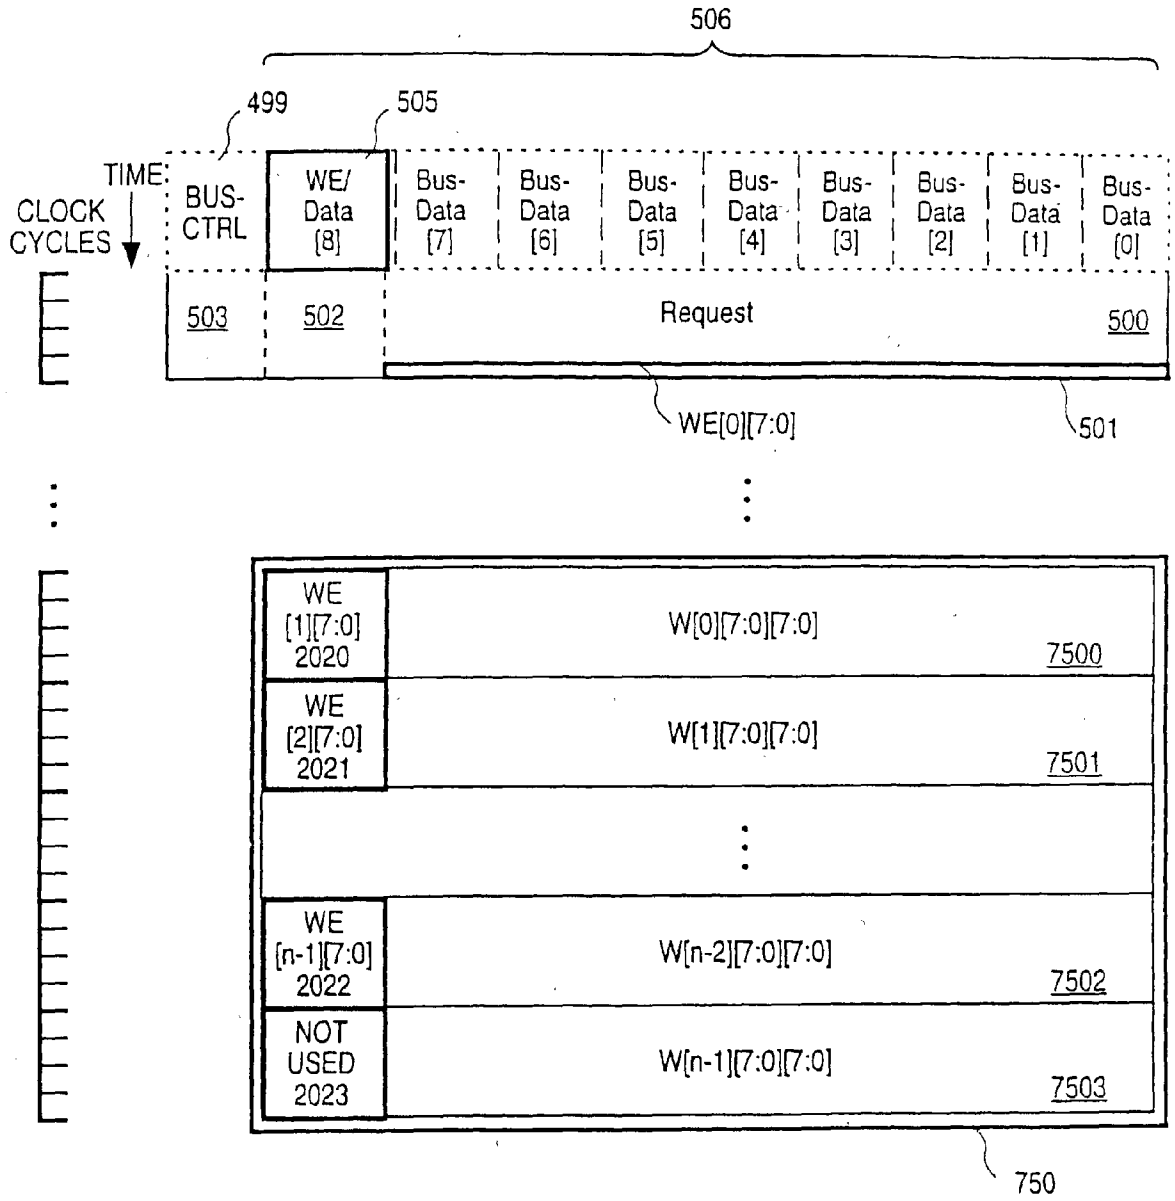 506
499
505
TIME
CLOCK
CYCLES
BUS-
CTRL
WE/
Data
[8]
Bus-
Data
[7]
Bus-
Data
[6]
Bus-
Data
[5]
Bus-
Data
[4]
Bus-
Data
[3]
Bus-
Data
[2]
Bus-
Data
[1]
Bus-
Data
[0]
503
502
Request
500
WE[0][7:0]
501
WE
[1][7:0]
2020
W[0][7:0][7:0]
7500
WE
[2][7:0]
2021
W[1][7:0][7:0]
7501
WE
[n-1][7:0]
2022
W[n-2][7:0][7:0]
7502
NOT
USED
2023
W[n-1][7:0][7:0]
7503
750